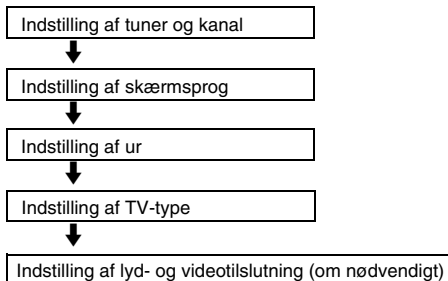 Indstilling af tuner og kanal
Indstilling af skærmsprog
Indstilling af ur
Indstilling af TV-type
Indstilling af lyd- og videotilslutning (om nødvendigt)